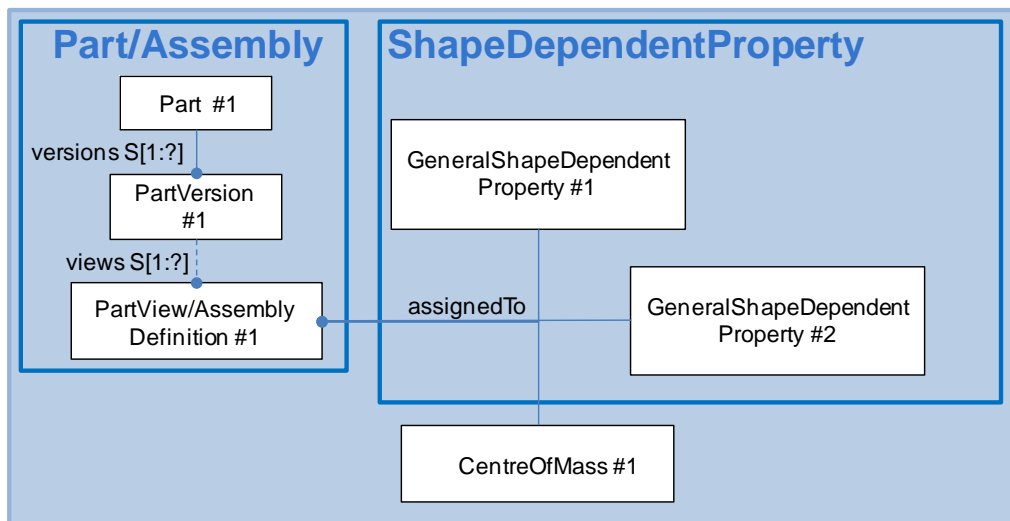 Part/Assembly
ShapeDependentProperty
Part #1
versions S[1:?]
PartVersion
#1
views S[1:?]
PartView/Assembly
Definition #1
GeneralShapeDependent
Property #1
assignedTo
GeneralShapeDependent
Property #2
CentreOfMass #1